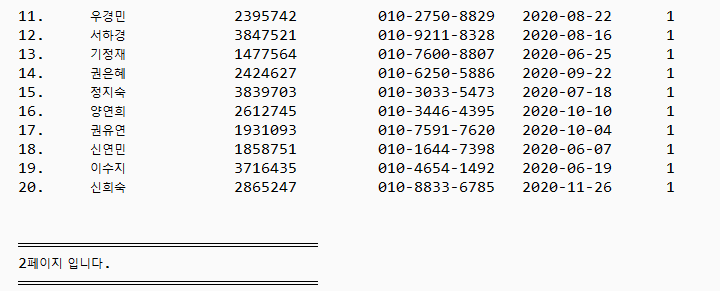 11. 우경민 2395742 010-2750-8829 2020-08-22 1
12. 서하경 3847521 010-9211-8328 2020-08-16 1
13. 기정재 1477564 010-7600-8807 2020-06-25 1
14. 권은혜 2424627 010-6250-5886 2020-09-22 1
15. 정지숙 3839703 010-3033-5473 2020-07-18 1
16. 양연희 2612745 010-3446-4395 2020-10-10 1
17. 권유연 1931093 010-7591-7620 2020-10-04 1
18. 신연민 1858751 010-1644-7398 2020-06-07 1
19. 이수지 3716435 010-4654-1492 2020-06-19 1
20. 신희숙 2865247 010-8833-6785 2020-11-26 1
2페이지 입니다.